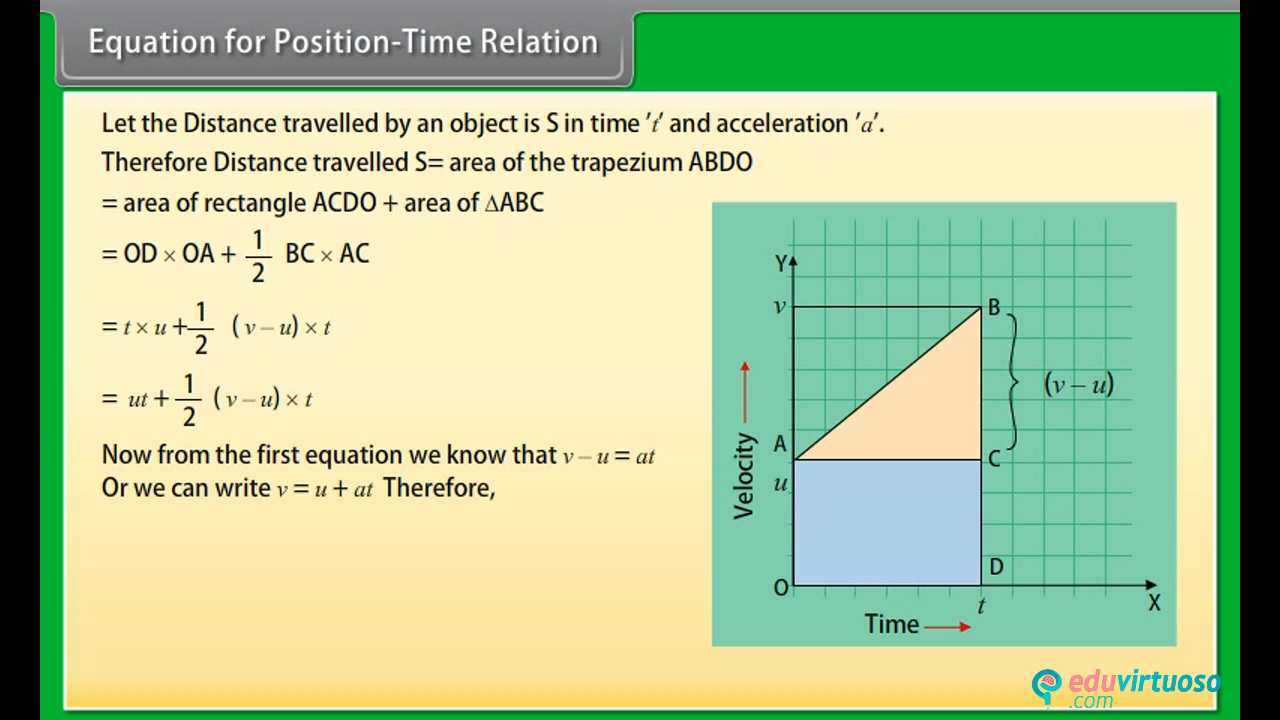 Equation for Position-Time Relation
Let the Distance travelled by an object is S in time 't' and acceleration 'a'.
Therefore Distance travelled S= area of the trapezium ABDO
= area of rectangle ACDO + area of ∆ABC
= OD × OA + 1/2 BC × AC
= t × u + 1/2 (v – u) × t
= ut + 1/2 (v – u) × t
Now from the first equation we know that v – u = at
Or we can write v = u + at Therefore,
Y
v
B
(v – u)
A
C
u
Velocity
D
O
t
X
Time
eduvirtuoso
.com